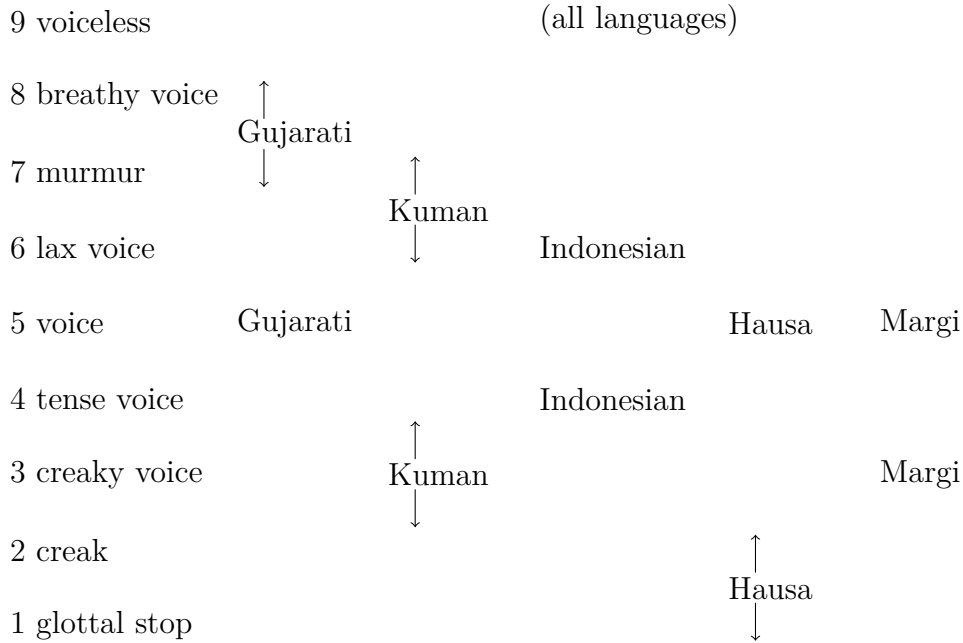 9 voiceless (all languages)
8 breathy voice
Gujarati
7 murmur
Kuman
6 lax voice Indonesian
5 voice Gujarati Hausa Margi
4 tense voice Indonesian
3 creaky voice Kuman Margi
2 creak
Hausa
1 glottal stop